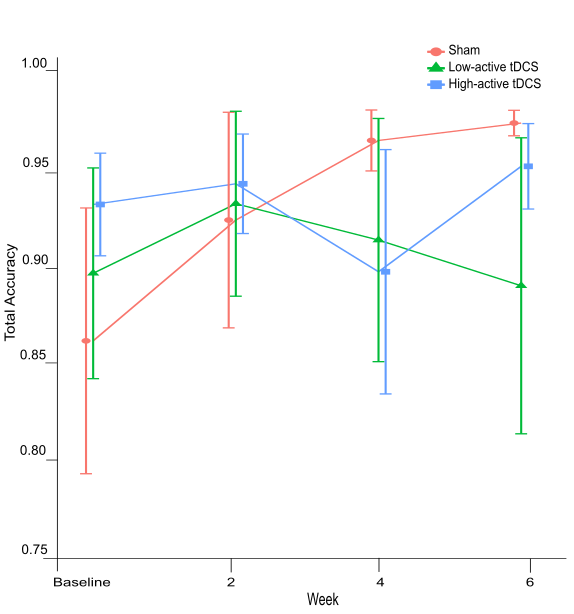 Sham
Low-active tDCS
High-active tDCS
1.00
0.95
0.90
0.85
0.80
0.75
Total Accuracy
Baseline 2 4 6
Week